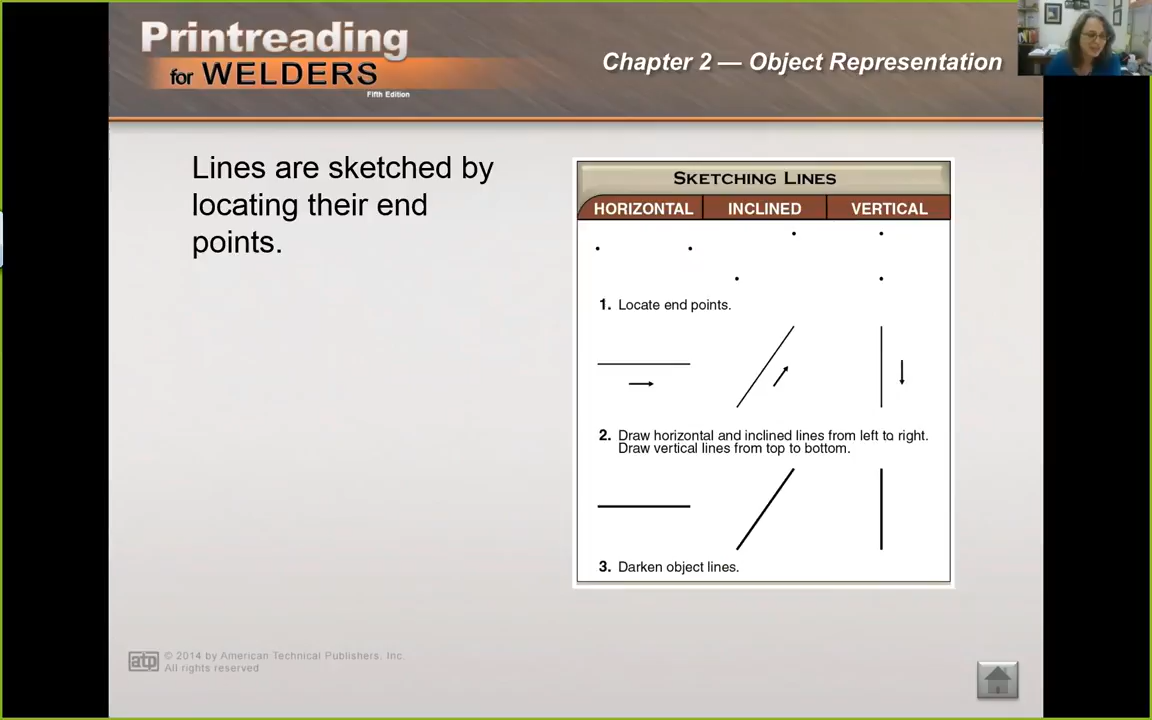 Printreading
for WELDERS
Fifth Edition
Chapter 2 — Object Representation
Lines are sketched by
locating their end
points.
SKETCHING LINES
HORIZONTAL INCLINED VERTICAL
1. Locate end points.
2. Draw horizontal and inclined lines from left to right.
Draw vertical lines from top to bottom.
3. Darken object lines.
atp © 2014 by American Technical Publishers, Inc.
All rights reserved